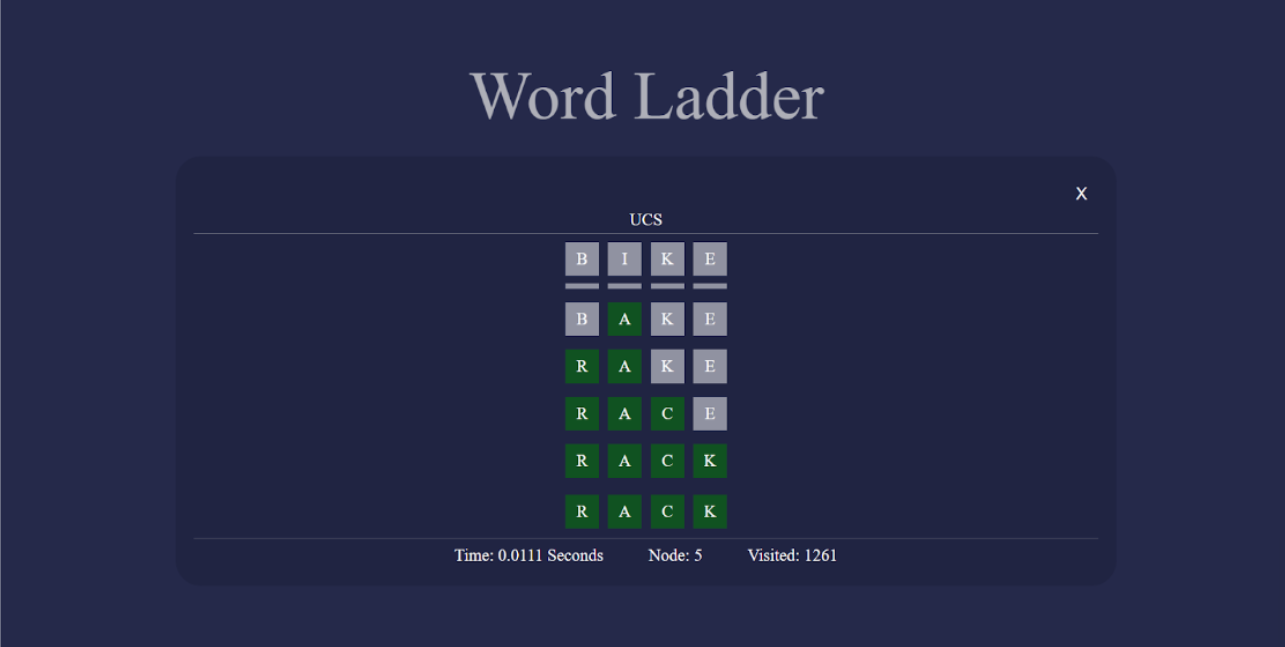 Word Ladder
X
UCS
B I K E
B A K E
R A K E
R A C E
R A C K
R A C K
Time: 0.0111 Seconds Node: 5 Visited: 1261